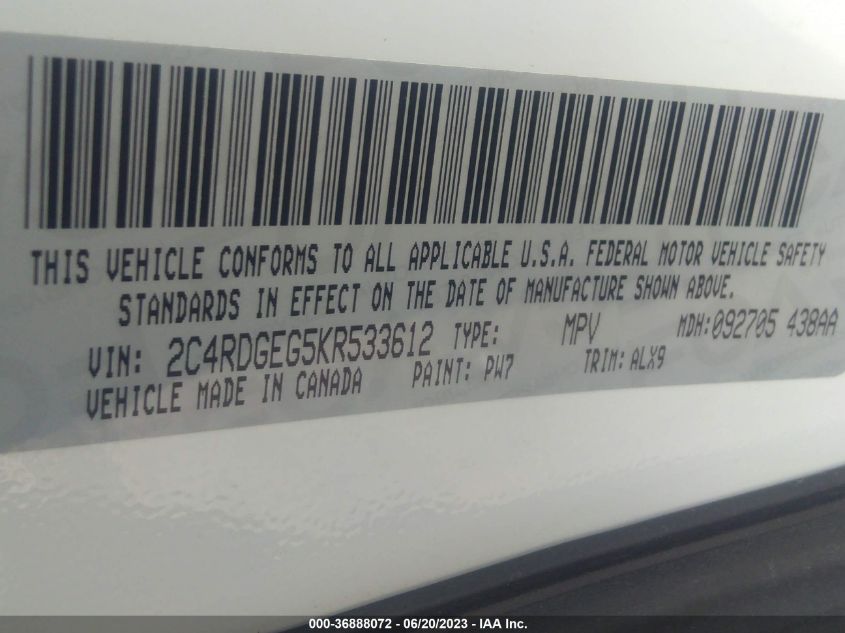 THIS VEHICLE CONFORMS TO ALL APPLICABLE U.S.A. FEDERAL MOTOR VEHICLE SAFETY
STANDARDS IN EFFECT ON THE DATE OF MANUFACTURE SHOWN ABOVE.
VIN: 2C4RDGEG5KR533612 TYPE: MPV MDH:092705 438AA
VEHICLE MADE IN CANADA PAINT: PW7 TRIM: ALX9
000-36888072 / 06/20/2023 / IAA Inc.